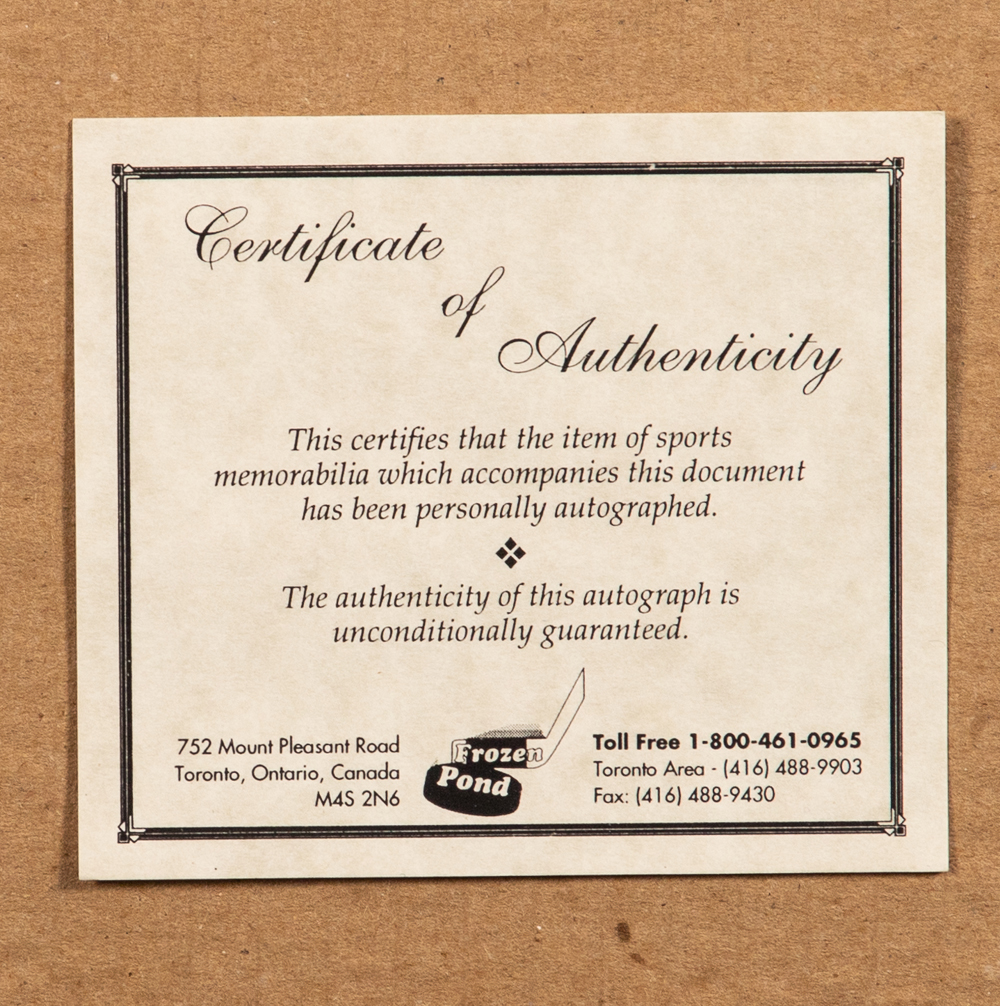 Certificate
of
Authenticity
This certifies that the item of sports
memorabilia which accompanies this document
has been personally autographed.
The authenticity of this autograph is
unconditionally guaranteed.
752 Mount Pleasant Road
Toronto, Ontario, Canada
M4S 2N6
Frozen
Pond
Toll Free 1-800-461-0965
Toronto Area - (416) 488-9903
Fax: (416) 488-9430